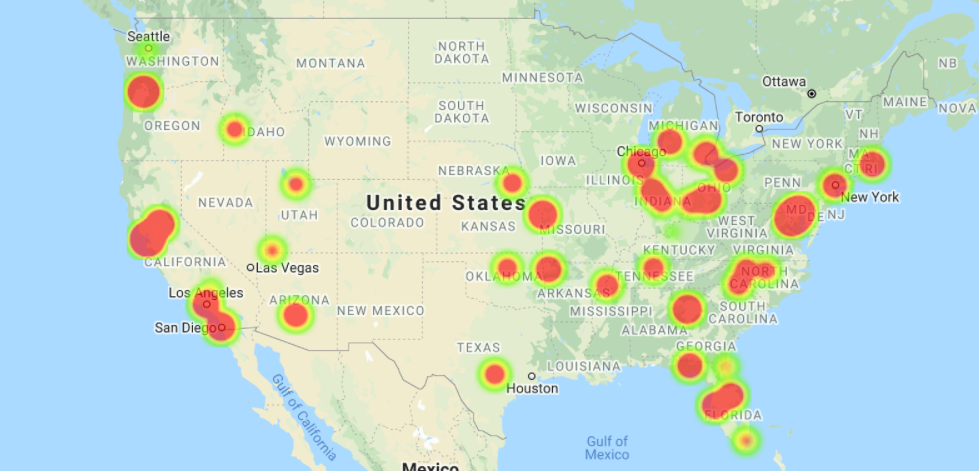 Seattle
WASHINGTON
MONTANA
NORTH
DAKOTA
MINNESOTA
Ottawa
NB
MAINE
NOVA
OREGON
IDAHO
SOUTH
DAKOTA
WISCONSIN
MICHIGAN
Toronto
VT
NH
NEW YORK
MA
CT RI
WYOMING
IOWA
Chicago
NEBRASKA
ILLINOIS
INDIANA
OHIO
PENN
New York
NEVADA
UTAH
United States
COLORADO
KANSAS
MISSOURI
WEST
VIRGINIA
MD
DE
NJ
CALIFORNIA
Las Vegas
KENTUCKY
VIRGINIA
OKLAHOMA
TENNESSEE
NORTH
CAROLINA
Los Angeles
ARIZONA
NEW MEXICO
ARKANSAS
MISSISSIPPI
SOUTH
CAROLINA
San Diego
ALABAMA
TEXAS
GEORGIA
LOUISIANA
Houston
FLORIDA
Gulf of
California
Gulf of
Mexico
Mexico